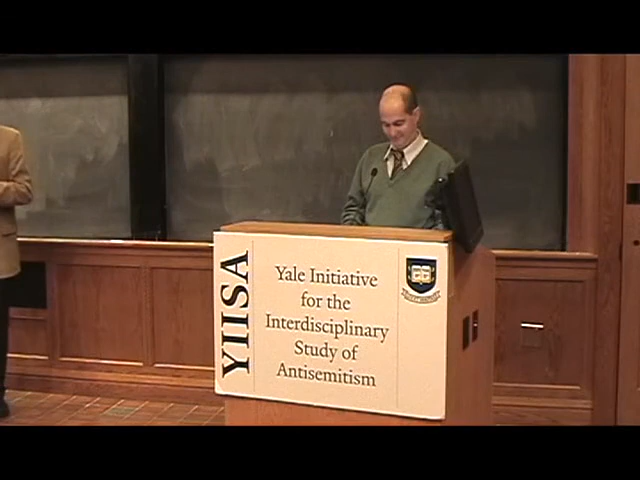 YIISA
Yale Initiative
for the
Interdisciplinary
Study of
Antisemitism